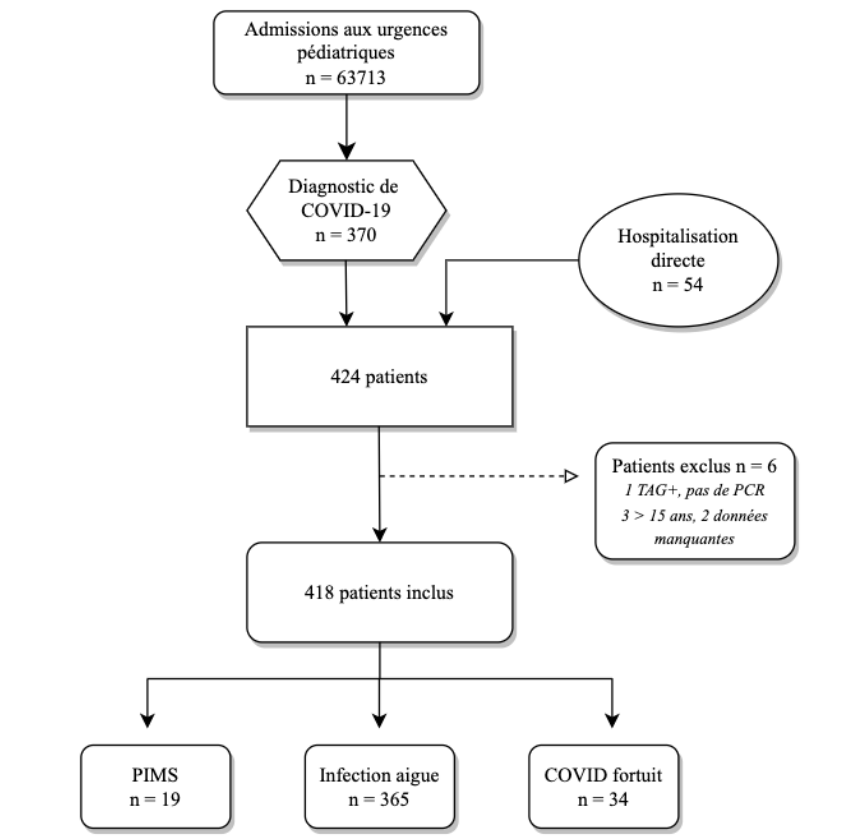 Admissions aux urgences
pédiatriques
n = 63713
Diagnostic de
COVID-19
n = 370
Hospitalisation
directe
n = 54
424 patients
Patients exclus n = 6
1 TAG+, pas de PCR
3 > 15 ans, 2 données
manquantes
418 patients inclus
PIMS
n = 19
Infection aigue
n = 365
COVID fortuit
n = 34